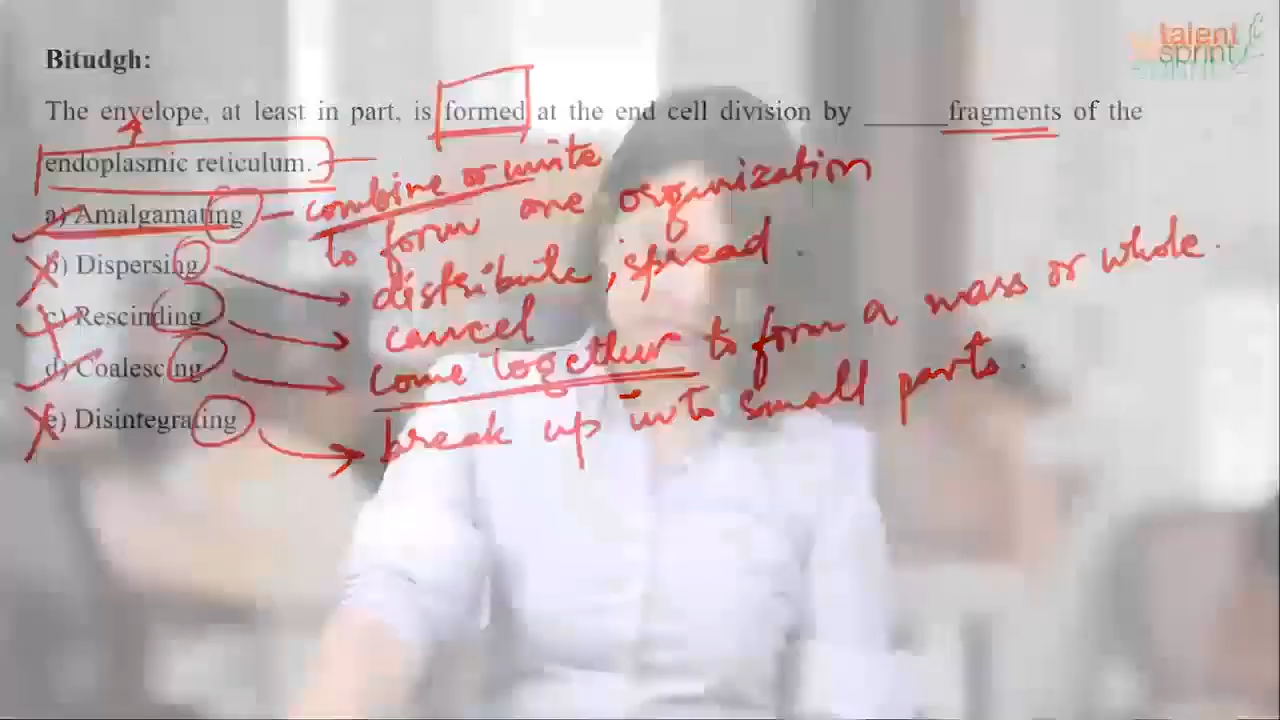 talent
sprint
Bitudgh:
The envelope, at least in part, is formed at the end cell division by ______fragments of the
endoplasmic reticulum.
a) Amalgamating – combine or unite
to form one organization
b) Dispersing distribute, spread
c) Rescinding cancel
d) Coalescing come together to form a mass or whole.
e) Disintegrating break up into small parts.